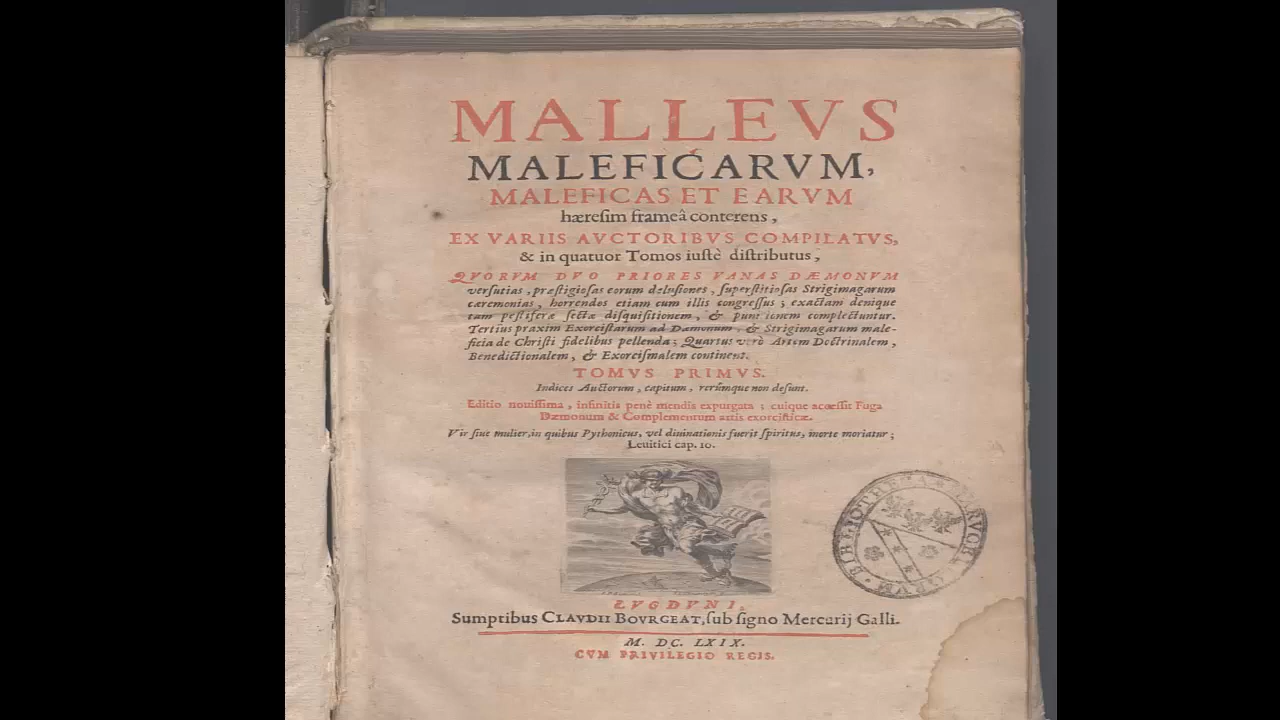 MALLEVS
MALEFICARVM,
MALEFICAS ET EARVM
hæresim frameâ conterens,
EX VARIIS AVCTORIBVS COMPILATVS,
& in quatuor Tomos iustè distributus,
QVORVM DVO PRIORES VANAS DÆMONVM
versutias, præstigiosas eorum delusiones, superstitiosas Strigimagarum
cæremonias, horrendos etiam cum illis congressus; exactam denique
tam pestiferæ sectæ disquisitionem, & punitionem complectuntur.
Tertius praxim Exorcistarum ad Dæmonum, & Strigimagarum male-
ficia de Christi fidelibus pellenda; Quartus verò Artem Doctrinalem,
Benedictionalem, & Exorcismalem continent.
TOMVS PRIMVS.
Indices Auctorum, capitum, rerúmque non desunt.
Editio nouissima, infinitis penè mendis expurgata; cuique accessit Fuga
Dæmonum & Complementum artis exorcisticæ.
Vir siue mulier, in quibus Pythonicus, vel diuinationis fuerit spiritus, morte moriatur;
Leuitici cap. 10.
LVGDVNI,
Sumptibus CLAVDII BOVRGEAT, sub signo Mercurij Galli.
M. DC. LXIX.
CVM PRIVILEGIO REGIS.